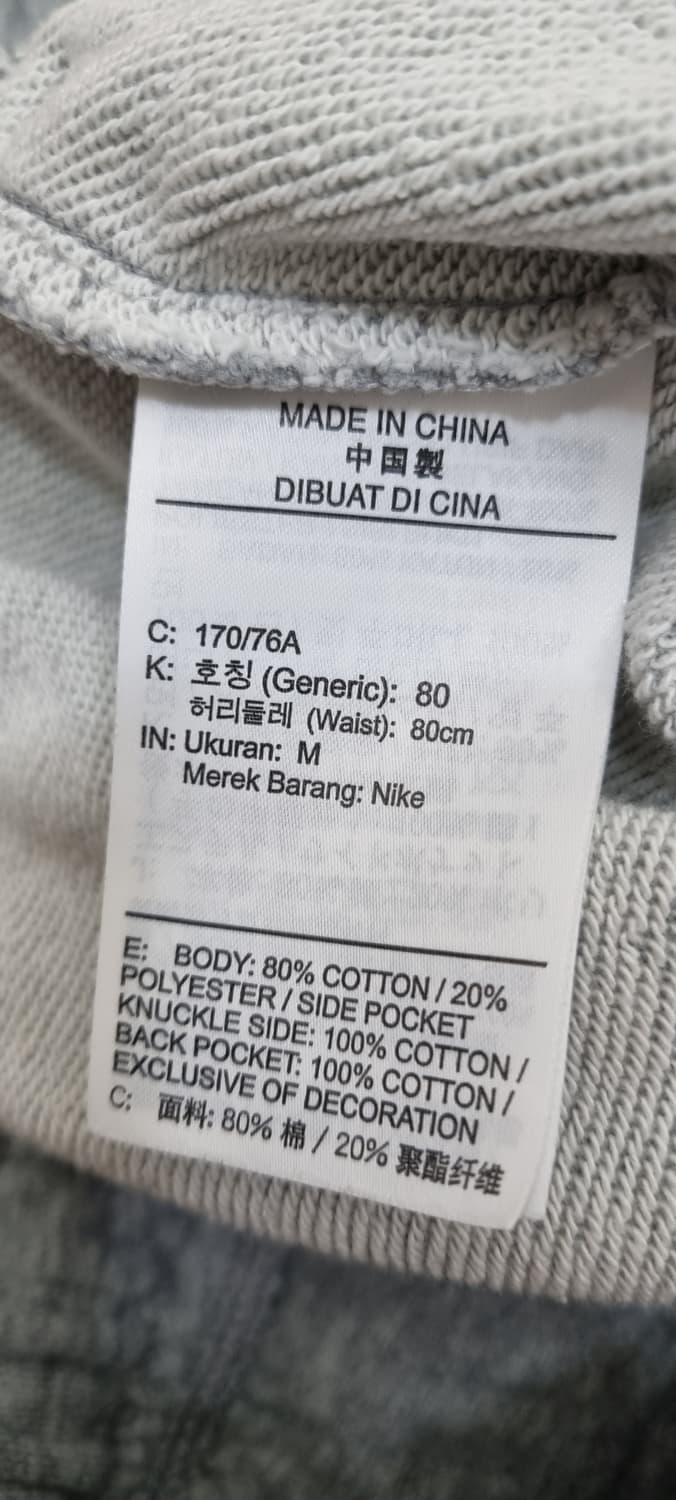 MADE IN CHINA
中国製
DIBUAT DI CINA
C: 170/76A
K: 호칭 (Generic): 80
허리둘레 (Waist): 80cm
IN: Ukuran: M
Merek Barang: Nike
E: BODY: 80% COTTON / 20%
POLYESTER / SIDE POCKET
KNUCKLE SIDE: 100% COTTON /
BACK POCKET: 100% COTTON /
EXCLUSIVE OF DECORATION
C: 面料: 80% 棉 / 20% 聚酯纤维